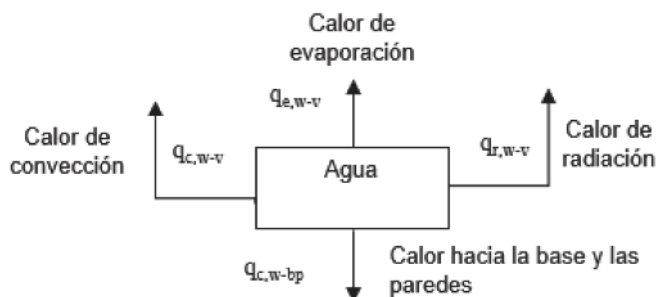 Calor de
evaporación
q_e,w-v
Calor de
convección
q_c,w-v
Agua
q_r,w-v
Calor de
radiación
q_c,w-bp
Calor hacia la base y las
paredes